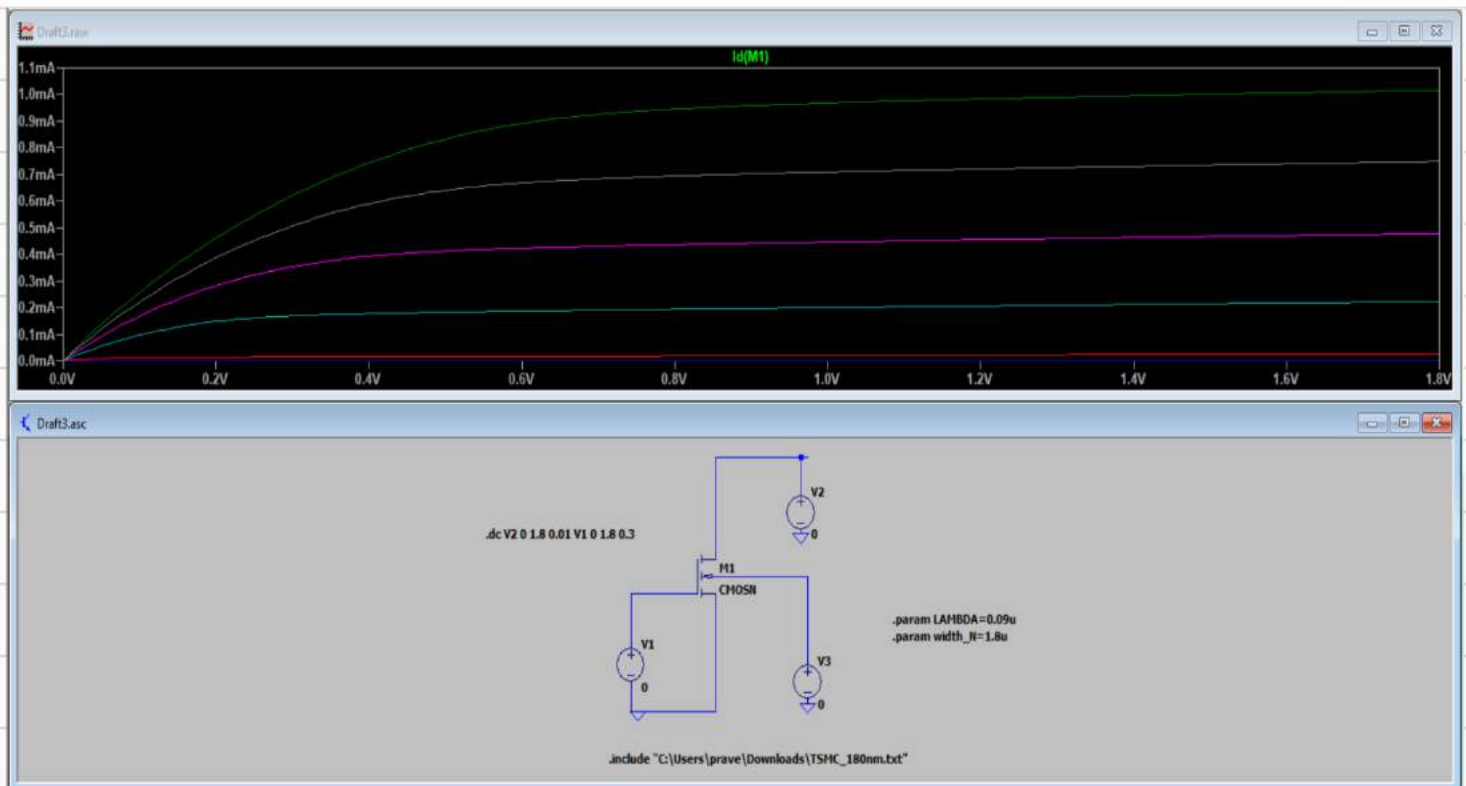 Draft3.raw
Id(M1)
1.1mA
1.0mA
0.9mA
0.8mA
0.7mA
0.6mA
0.5mA
0.4mA
0.3mA
0.2mA
0.1mA
0.0mA
0.0V 0.2V 0.4V 0.6V 0.8V 1.0V 1.2V 1.4V 1.6V 1.8V
Draft3.asc
V2
.dc V2 0 1.8 0.01 V1 0 1.8 0.3
0
M1
CMOSN
.param LAMBDA=0.09u
.param width_N=1.8u
V1
V3
0
0
.include "C:\Users\prave\Downloads\TSMC_180nm.txt"